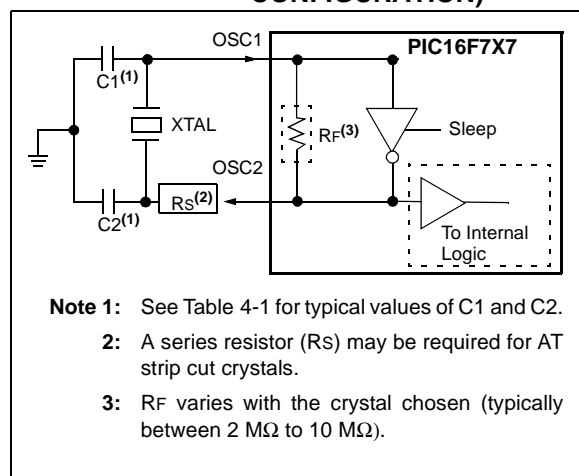 CONFIGURATION)
OSC1
PIC16F7X7
C1(1)
XTAL
RF(3)
Sleep
OSC2
RS(2)
C2(1)
To Internal
Logic
Note 1: See Table 4-1 for typical values of C1 and C2.
2: A series resistor (RS) may be required for AT
strip cut crystals.
3: RF varies with the crystal chosen (typically
between 2 MΩ to 10 MΩ).